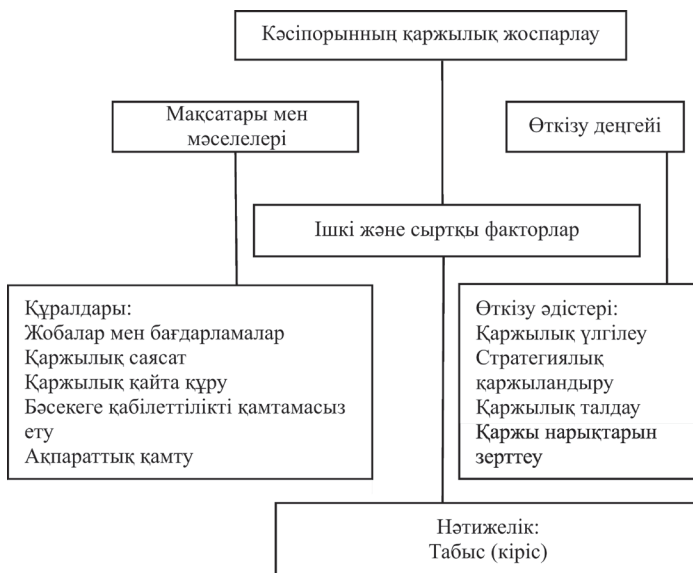 Кәсіпорынның қаржылық жоспарлау
Мақсатары мен
мәселелері
Өткізу деңгейі
Ішкі және сыртқы факторлар
Құралдары:
Жобалар мен бағдарламалар
Қаржылық саясат
Қаржылық қайта құру
Бәсекеге қабілеттілікті қамтамасыз
ету
Ақпараттық қамту
Өткізу әдістері:
Қаржылық үлгілеу
Стратегиялық
қаржыландыру
Қаржылық талдау
Қаржы нарықтарын
зерттеу
Нәтижелік:
Табыс (кіріс)